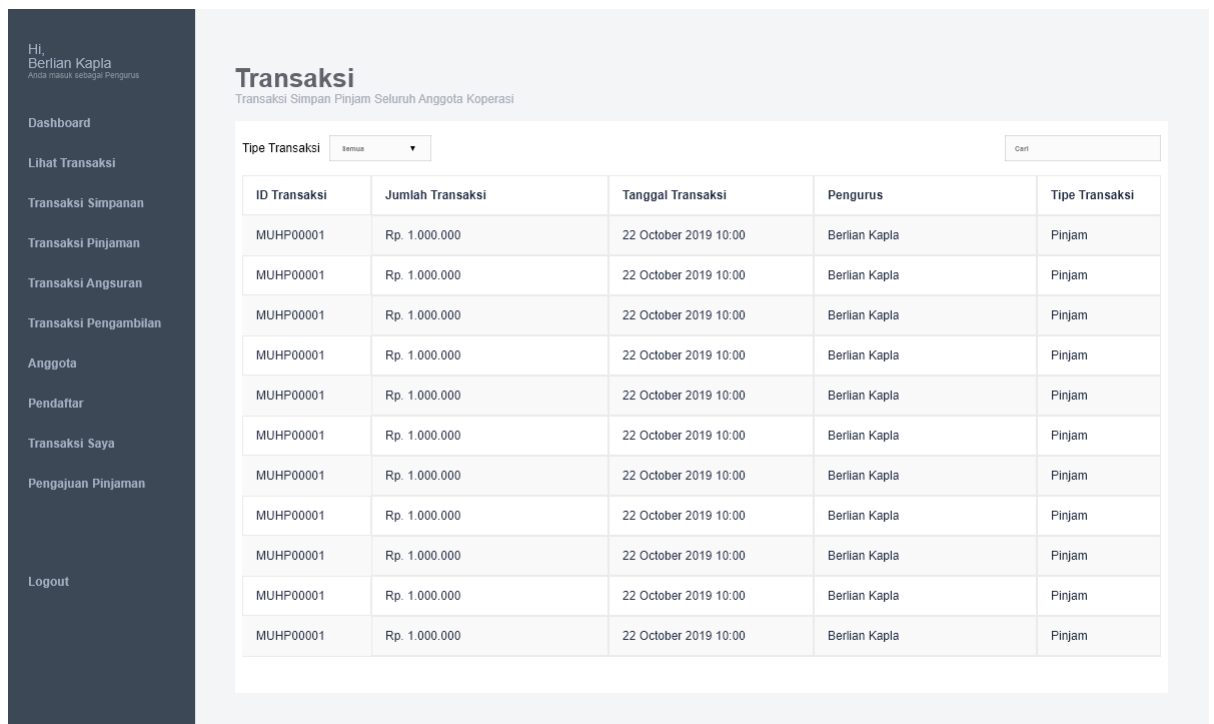 Hi,
Berlian Kapla
Anda masuk sebagai Pengurus
Dashboard
Lihat Transaksi
Transaksi Simpanan
Transaksi Pinjaman
Transaksi Angsuran
Transaksi Pengambilan
Anggota
Pendaftar
Transaksi Saya
Pengajuan Pinjaman
Logout
Transaksi
Transaksi Simpan Pinjam Seluruh Anggota Koperasi
Tipe Transaksi Semua ▼ Cari
ID Transaksi Jumlah Transaksi Tanggal Transaksi Pengurus Tipe Transaksi
MUHP00001 Rp. 1.000.000 22 October 2019 10:00 Berlian Kapla Pinjam
MUHP00001 Rp. 1.000.000 22 October 2019 10:00 Berlian Kapla Pinjam
MUHP00001 Rp. 1.000.000 22 October 2019 10:00 Berlian Kapla Pinjam
MUHP00001 Rp. 1.000.000 22 October 2019 10:00 Berlian Kapla Pinjam
MUHP00001 Rp. 1.000.000 22 October 2019 10:00 Berlian Kapla Pinjam
MUHP00001 Rp. 1.000.000 22 October 2019 10:00 Berlian Kapla Pinjam
MUHP00001 Rp. 1.000.000 22 October 2019 10:00 Berlian Kapla Pinjam
MUHP00001 Rp. 1.000.000 22 October 2019 10:00 Berlian Kapla Pinjam
MUHP00001 Rp. 1.000.000 22 October 2019 10:00 Berlian Kapla Pinjam
MUHP00001 Rp. 1.000.000 22 October 2019 10:00 Berlian Kapla Pinjam
MUHP00001 Rp. 1.000.000 22 October 2019 10:00 Berlian Kapla Pinjam